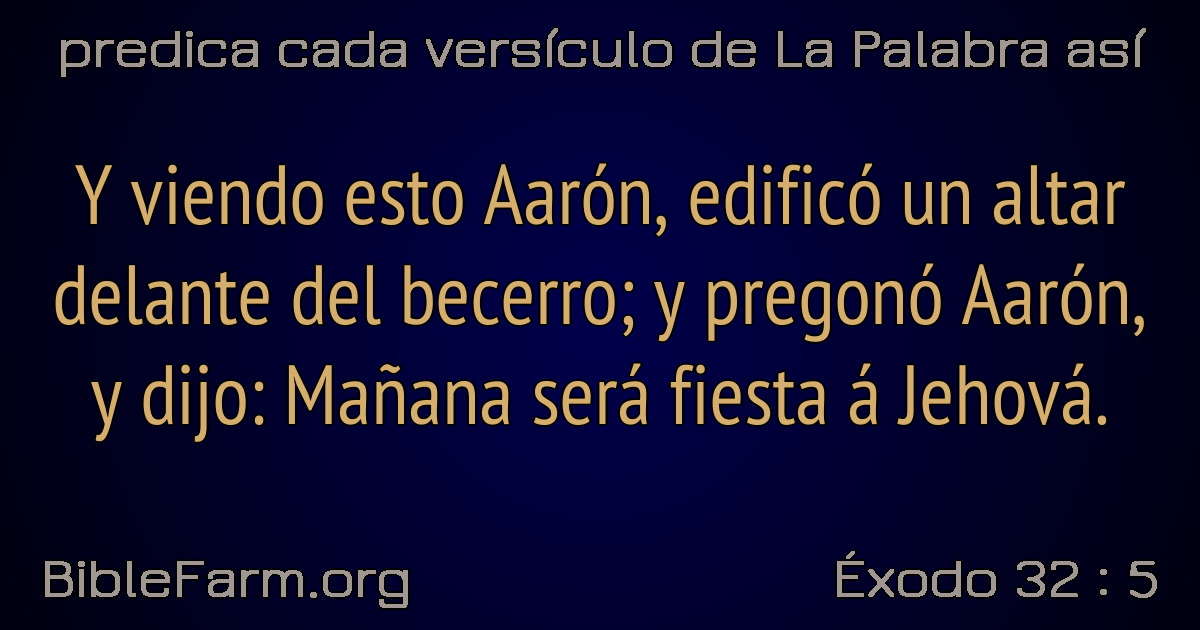 predica cada versículo de La Palabra así
Y viendo esto Aarón, edificó un altar
delante del becerro; y pregonó Aarón,
y dijo: Mañana será fiesta á Jehová.
BibleFarm.org
Éxodo 32 : 5